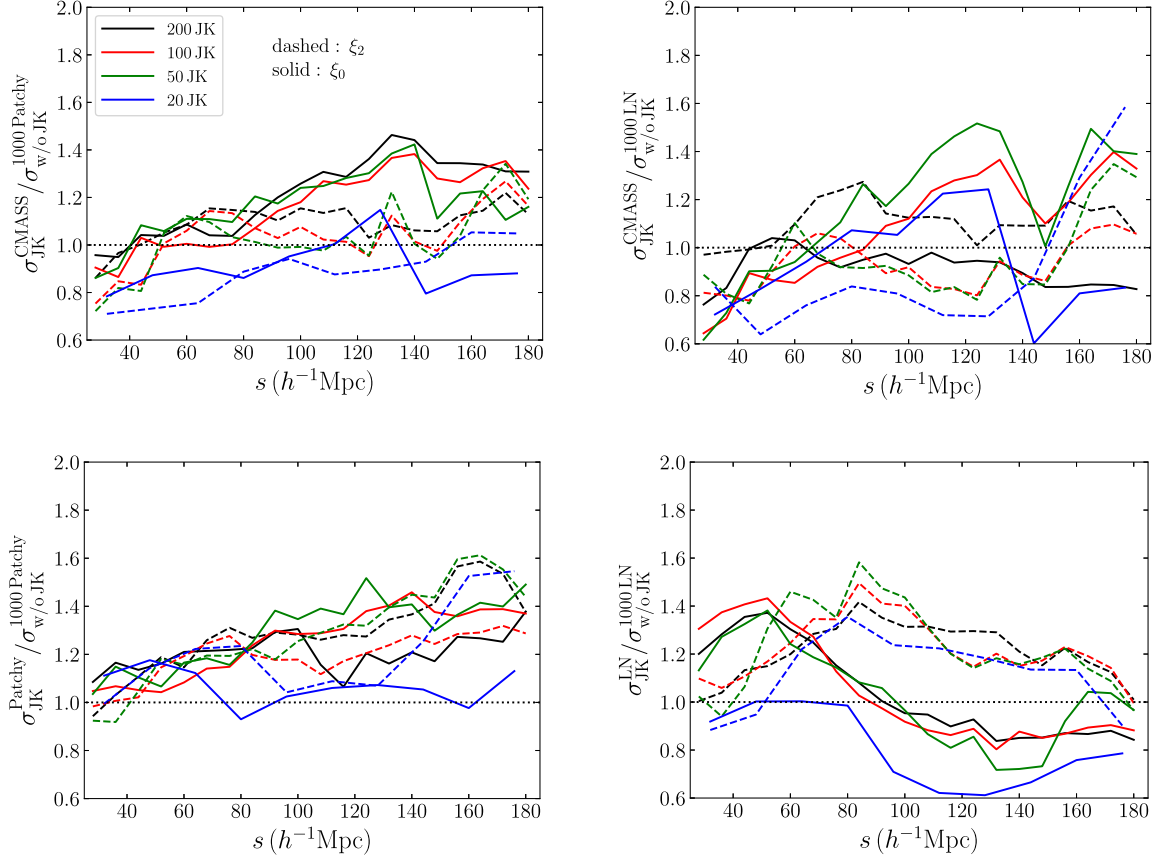 2.0
1.8
1.6
1.4
1.2
1.0
0.8
0.6
σ_JK^CMASS / σ_w/o JK^1000 Patchy
200 JK
100 JK
50 JK
20 JK
dashed : ξ₂
solid : ξ₀
40 60 80 100 120 140 160 180
s (h⁻¹Mpc)
2.0
1.8
1.6
1.4
1.2
1.0
0.8
0.6
σ_JK^CMASS / σ_w/o JK^1000 LN
40 60 80 100 120 140 160 180
s (h⁻¹Mpc)
2.0
1.8
1.6
1.4
1.2
1.0
0.8
0.6
σ_JK^Patchy / σ_w/o JK^1000 Patchy
40 60 80 100 120 140 160 180
s (h⁻¹Mpc)
2.0
1.8
1.6
1.4
1.2
1.0
0.8
0.6
σ_JK^LN / σ_w/o JK^1000 LN
40 60 80 100 120 140 160 180
s (h⁻¹Mpc)